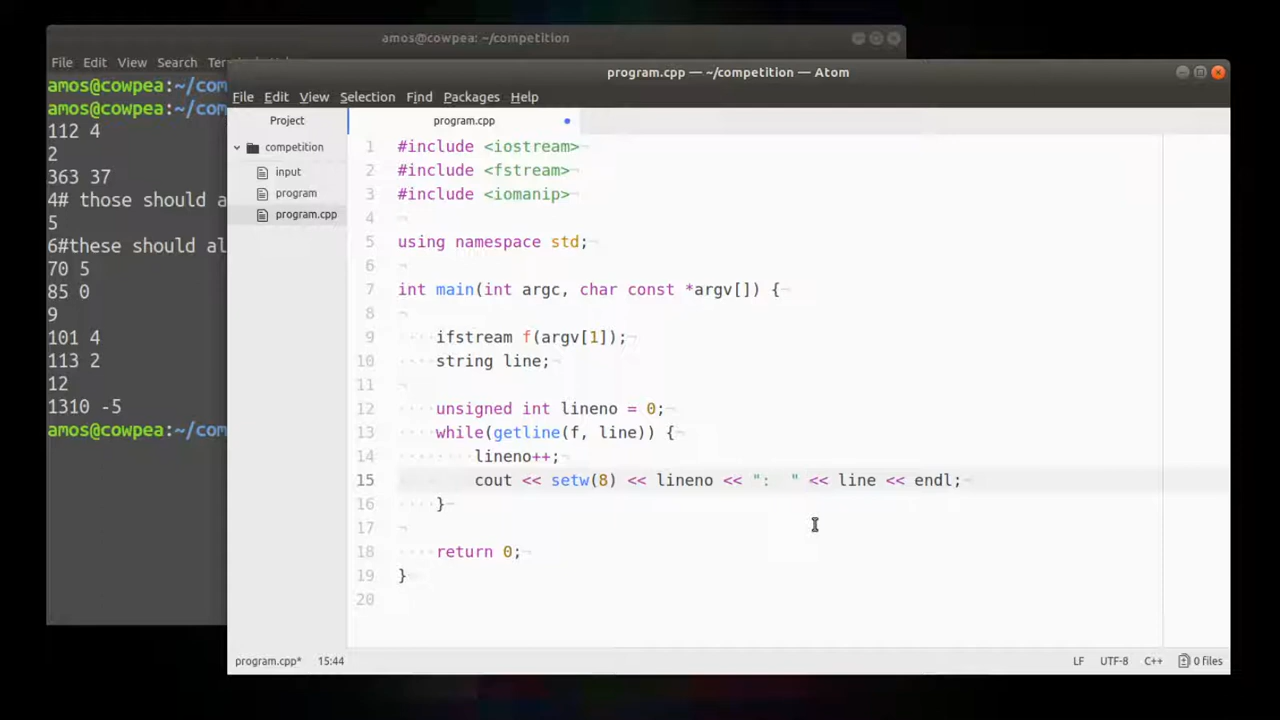 amos@cowpea: ~/competition
File Edit View Search
amos@cowpea:~/com
amos@cowpea:~/com
112 4
2
363 37
4# those should a
5
6#these should al
70 5
85 0
9
101 4
113 2
12
1310 -5
amos@cowpea:~/com
program.cpp — ~/competition — Atom
File Edit View Selection Find Packages Help
Project
competition
input
program
program.cpp
program.cpp
1 #include <iostream>
2 #include <fstream>
3 #include <iomanip>
4
5 using namespace std;
6
7 int main(int argc, char const *argv[]) {
8
9 ifstream f(argv[1]);
10 string line;
11
12 unsigned int lineno = 0;
13 while(getline(f, line)) {
14 lineno++;
15 cout << setw(8) << lineno << ":  " << line << endl;
16 }
17
18 return 0;
19 }
20
program.cpp* 15:44 LF UTF-8 C++ 0 files